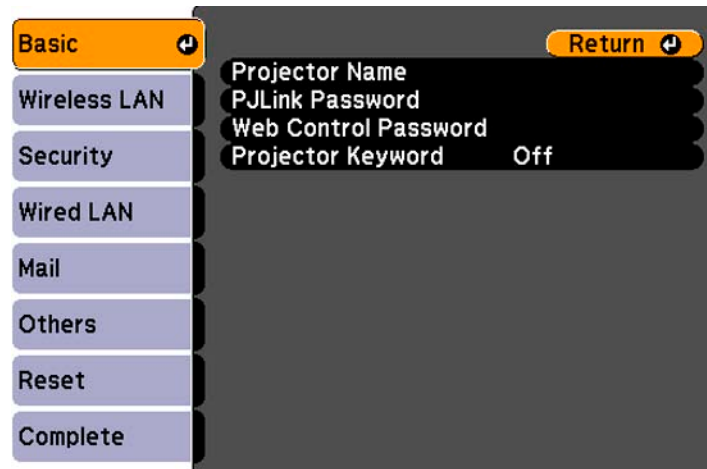 Basic
Wireless LAN
Security
Wired LAN
Mail
Others
Reset
Complete
Return
Projector Name
PJLink Password
Web Control Password
Projector Keyword Off